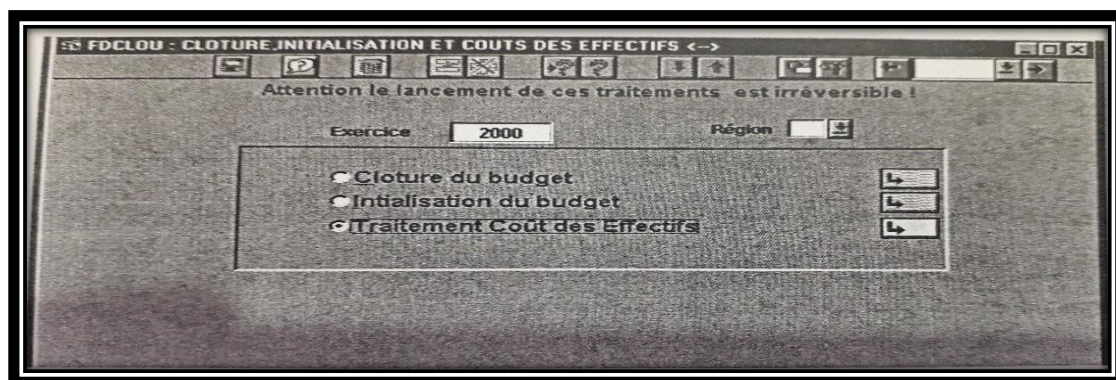 FDCLOU : CLOTURE,INITIALISATION ET COUTS DES EFFECTIFS <-->
Attention le lancement de ces traitements est irréversible !
Exercice 2000 Région
Cloture du budget
Intialisation du budget
Traitement Coût des Effectifs